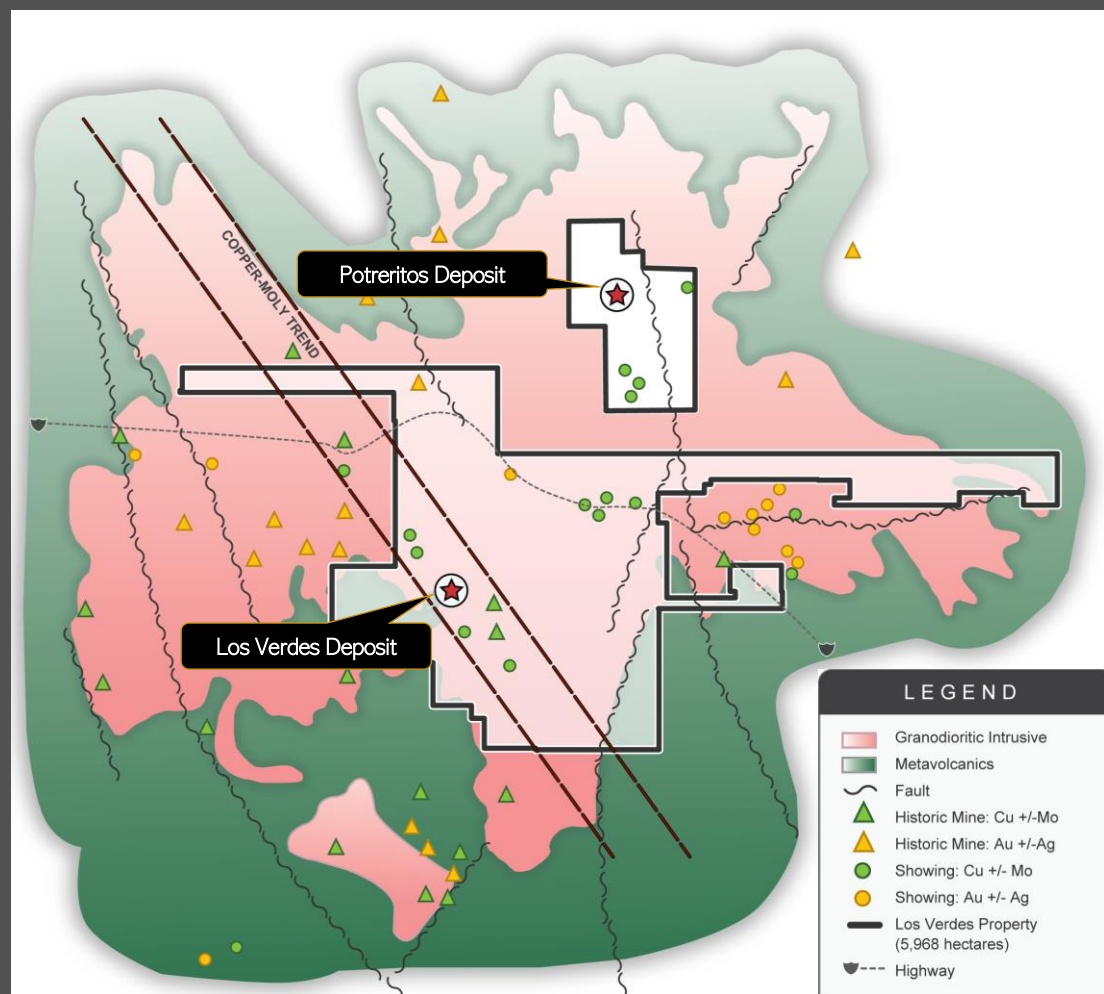 COPPER-MOLY TREND
Potreritos Deposit
Los Verdes Deposit
LEGEND
Granodioritic Intrusive
Metavolcanics
Fault
Historic Mine: Cu +/-Mo
Historic Mine: Au +/-Ag
Showing: Cu +/- Mo
Showing: Au +/- Ag
Los Verdes Property
(5,968 hectares)
Highway